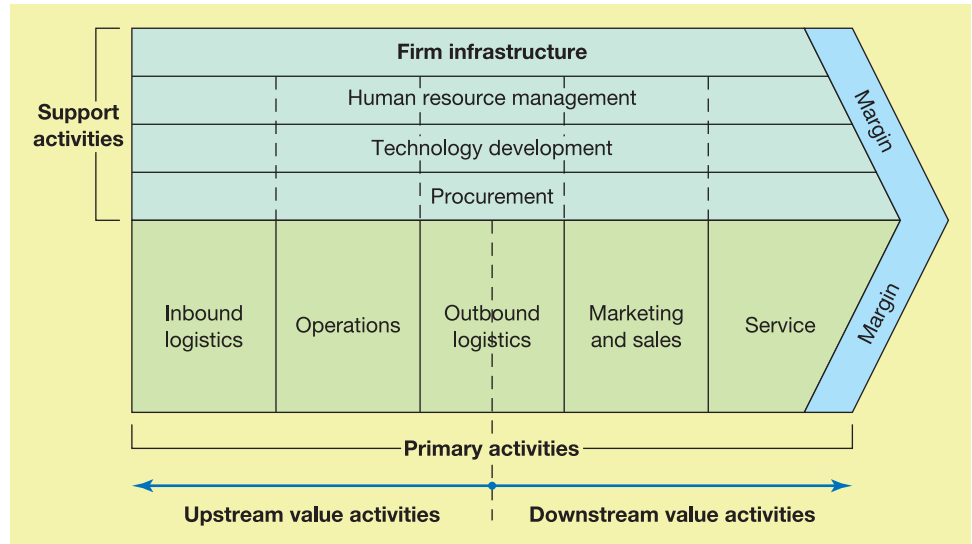 Firm infrastructure
Human resource management
Technology development
Procurement
Support
activities
Margin
Margin
Inbound
logistics
Operations
Outbound
logistics
Marketing
and sales
Service
Primary activities
Upstream value activities
Downstream value activities